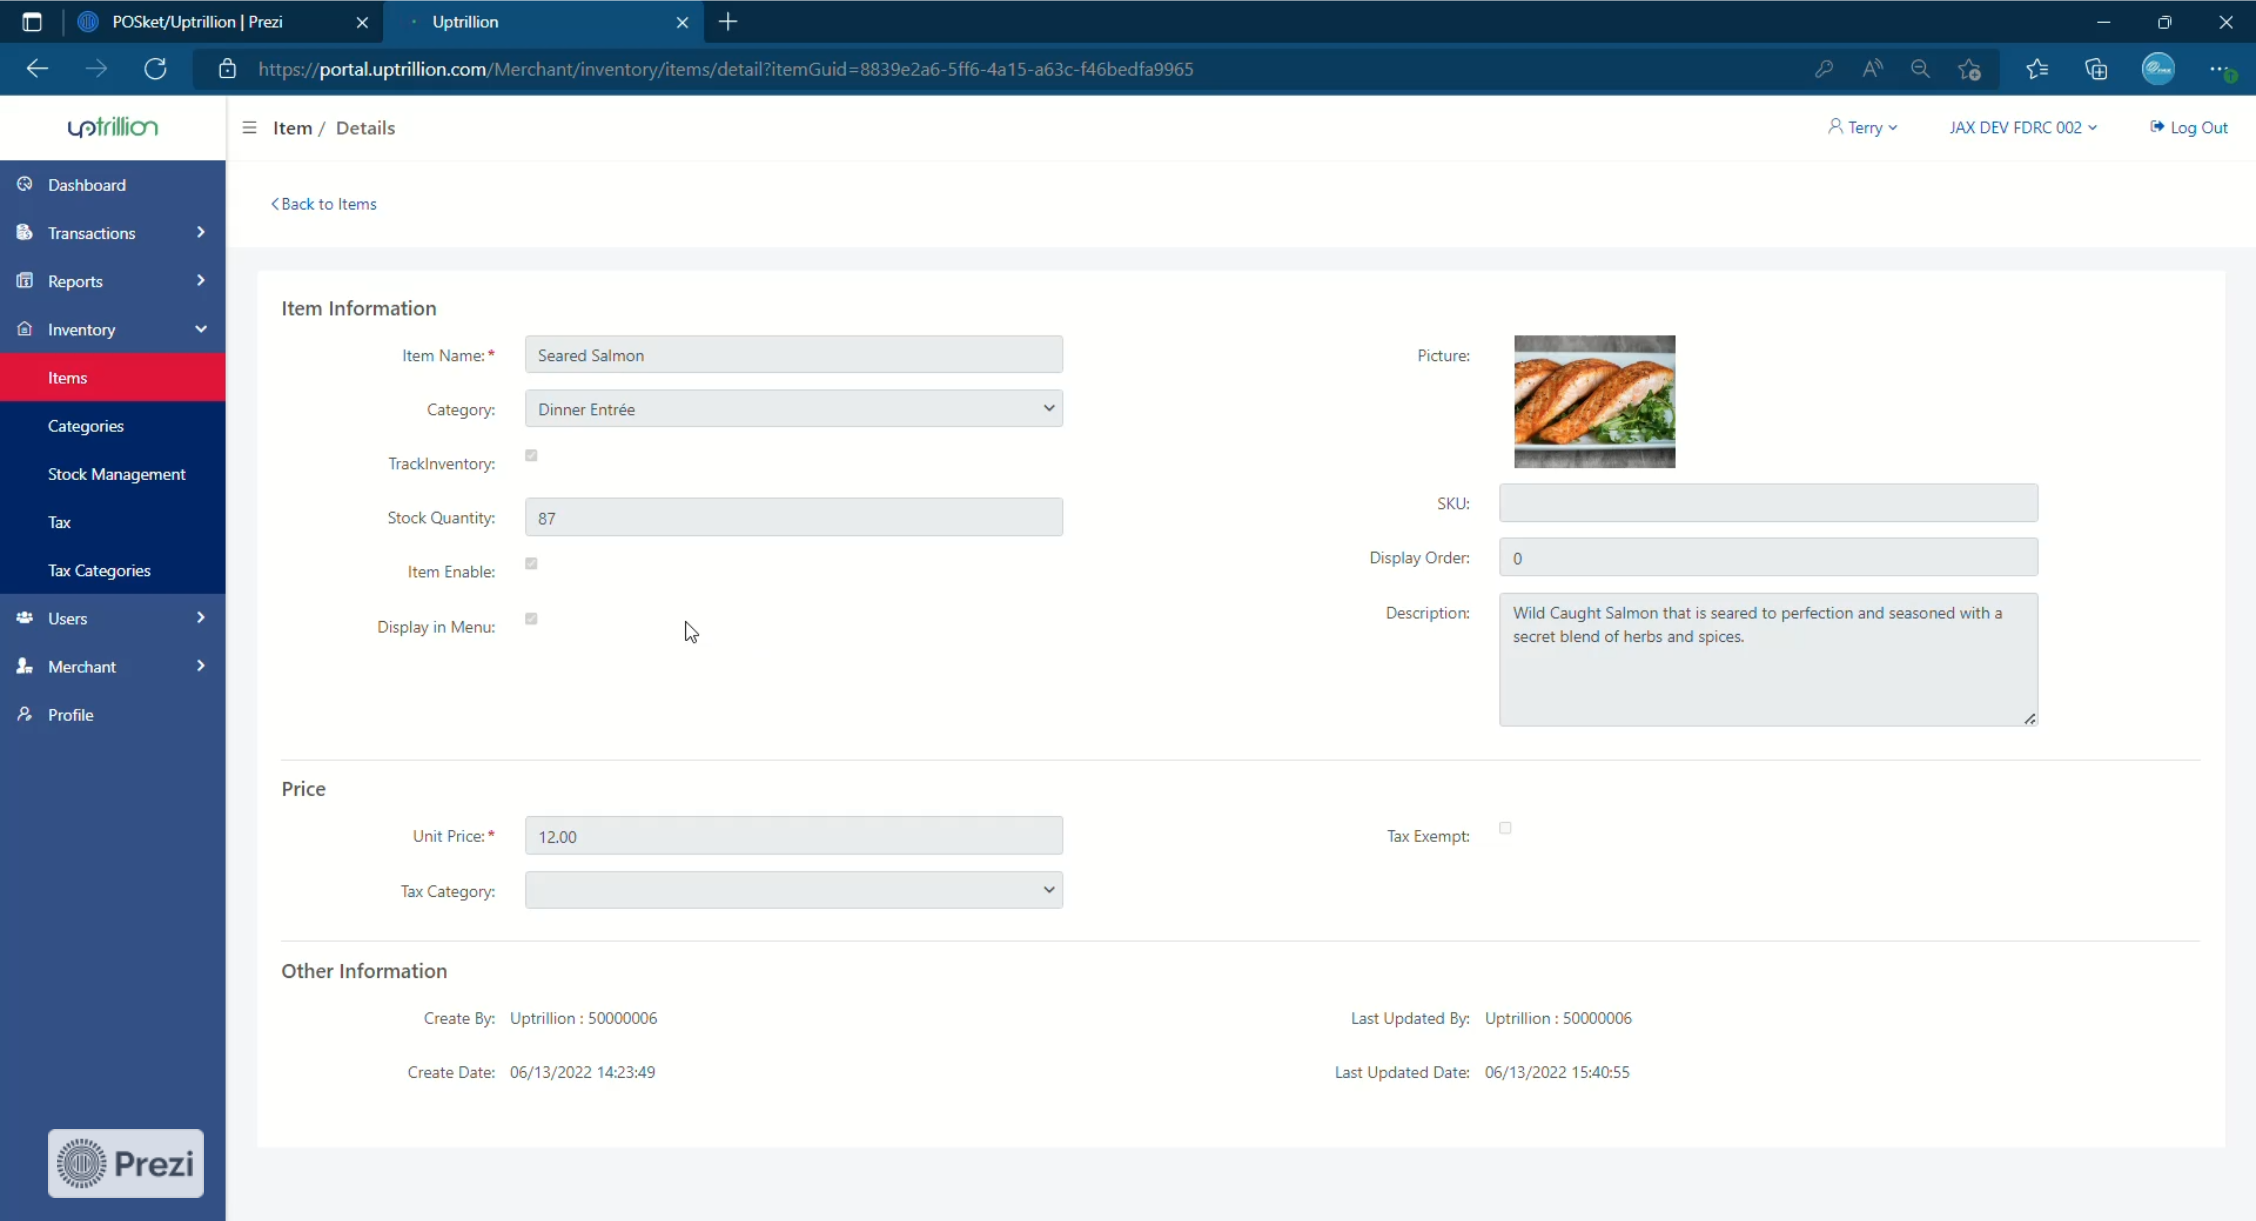 POSket/Uptrillion | Prezi
Uptrillion
https://portal.uptrillion.com/Merchant/inventory/items/detail?itemGuid=8839e2a6-5ff6-4a15-a63c-f46bedfa9965
uptrillion
Item / Details
Terry
JAX DEV FDRC 002
Log Out
Dashboard
Transactions
Reports
Inventory
Items
Categories
Stock Management
Tax
Tax Categories
Users
Merchant
Profile
Prezi
<Back to Items
Item Information
Item Name:* Seared Salmon
Category: Dinner Entrée
TrackInventory:
Stock Quantity: 87
Item Enable:
Display in Menu:
Picture:
SKU:
Display Order: 0
Description: Wild Caught Salmon that is seared to perfection and seasoned with a
secret blend of herbs and spices.
Price
Unit Price:* 12.00
Tax Exempt:
Tax Category:
Other Information
Create By: Uptrillion : 50000006
Last Updated By: Uptrillion : 50000006
Create Date: 06/13/2022 14:23:49
Last Updated Date: 06/13/2022 15:40:55